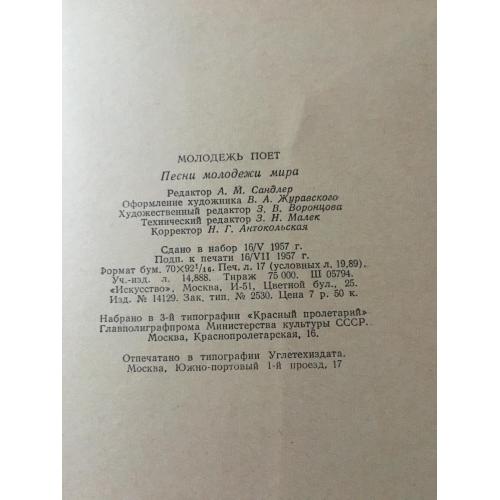 МОЛОДЕЖЬ ПОЕТ
Песни молодежи мира
Редактор А. М. Сандлер
Оформление художника В. А. Журавского
Художественный редактор З. В. Воронцова
Технический редактор З. Н. Малек
Корректор Н. Г. Антокольская
Сдано в набор 16/V 1957 г.
Подп. к печати 16/VII 1957 г.
Формат бум. 70×92¹/₁₆. Печ. л. 17 (условных л. 19,89).
Уч.-изд. л. 14,888. Тираж 75 000. Ш 05794.
«Искусство», Москва, И-51, Цветной бул., 25.
Изд. № 14129. Зак. тип. № 2530. Цена 7 р. 50 к.
Набрано в 3-й типографии «Красный пролетарий»
Главполиграфпрома Министерства культуры СССР.
Москва, Краснопролетарская, 16.
Отпечатано в типографии Углетехиздата.
Москва, Южно-портовый 1-й проезд, 17